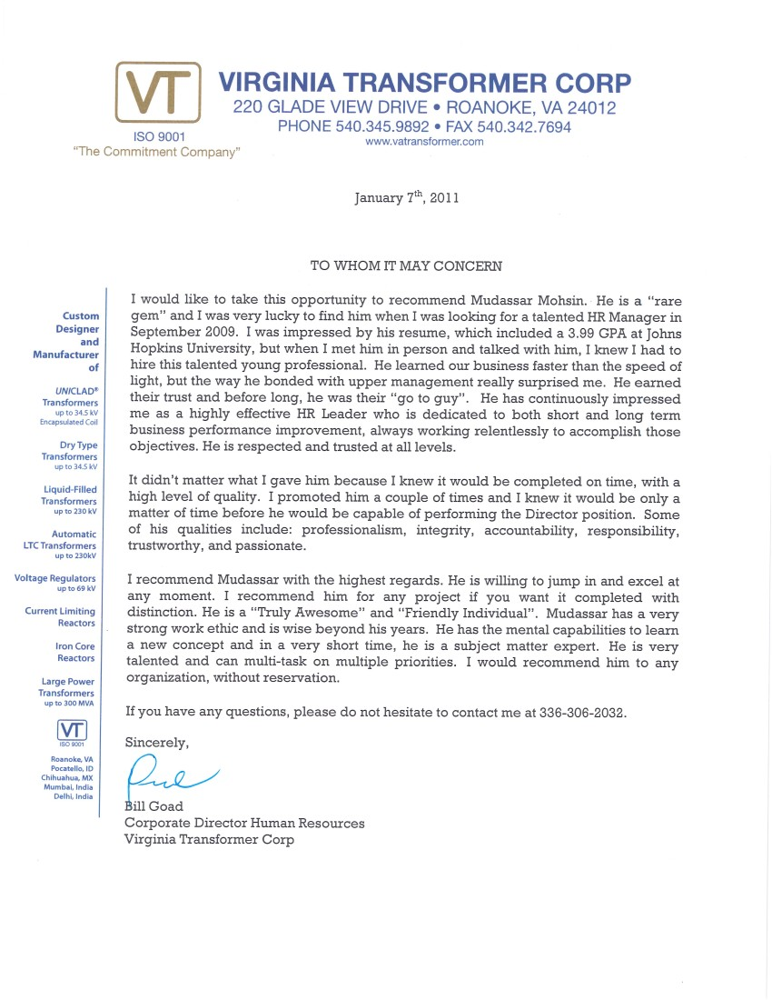 VT
ISO 9001
"The Commitment Company"
VIRGINIA TRANSFORMER CORP
220 GLADE VIEW DRIVE • ROANOKE, VA 24012
PHONE 540.345.9892 • FAX 540.342.7694
www.vatransformer.com
January 7th, 2011
TO WHOM IT MAY CONCERN
I would like to take this opportunity to recommend Mudassar Mohsin. He is a "rare
gem" and I was very lucky to find him when I was looking for a talented HR Manager in
September 2009. I was impressed by his resume, which included a 3.99 GPA at Johns
Hopkins University, but when I met him in person and talked with him, I knew I had to
hire this talented young professional. He learned our business faster than the speed of
light, but the way he bonded with upper management really surprised me. He earned
their trust and before long, he was their "go to guy". He has continuously impressed
me as a highly effective HR Leader who is dedicated to both short and long term
business performance improvement, always working relentlessly to accomplish those
objectives. He is respected and trusted at all levels.
It didn't matter what I gave him because I knew it would be completed on time, with a
high level of quality. I promoted him a couple of times and I knew it would be only a
matter of time before he would be capable of performing the Director position. Some
of his qualities include: professionalism, integrity, accountability, responsibility,
trustworthy, and passionate.
I recommend Mudassar with the highest regards. He is willing to jump in and excel at
any moment. I recommend him for any project if you want it completed with
distinction. He is a "Truly Awesome" and "Friendly Individual". Mudassar has a very
strong work ethic and is wise beyond his years. He has the mental capabilities to learn
a new concept and in a very short time, he is a subject matter expert. He is very
talented and can multi-task on multiple priorities. I would recommend him to any
organization, without reservation.
If you have any questions, please do not hesitate to contact me at 336-306-2032.
Sincerely,
Bill Goad
Corporate Director Human Resources
Virginia Transformer Corp
Custom
Designer
and
Manufacturer
of
UNICLAD®
Transformers
up to 34.5 kV
Encapsulated Coil
Dry Type
Transformers
up to 34.5 kV
Liquid-Filled
Transformers
up to 230 kV
Automatic
LTC Transformers
up to 230kV
Voltage Regulators
up to 69 kV
Current Limiting
Reactors
Iron Core
Reactors
Large Power
Transformers
up to 300 MVA
VT
ISO 9001
Roanoke, VA
Pocatello, ID
Chihuahua, MX
Mumbai, India
Delhi, India